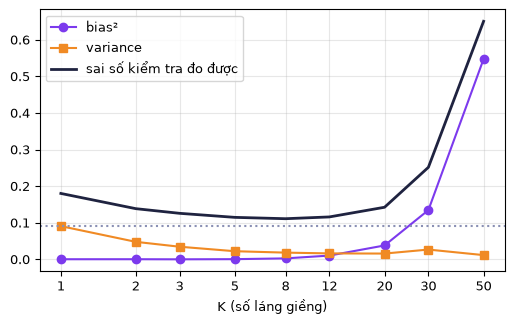 bias²
variance
sai số kiểm tra đo được
0.6
0.5
0.4
0.3
0.2
0.1
0.0
1 2 3 5 8 12 20 30 50
K (số láng giềng)